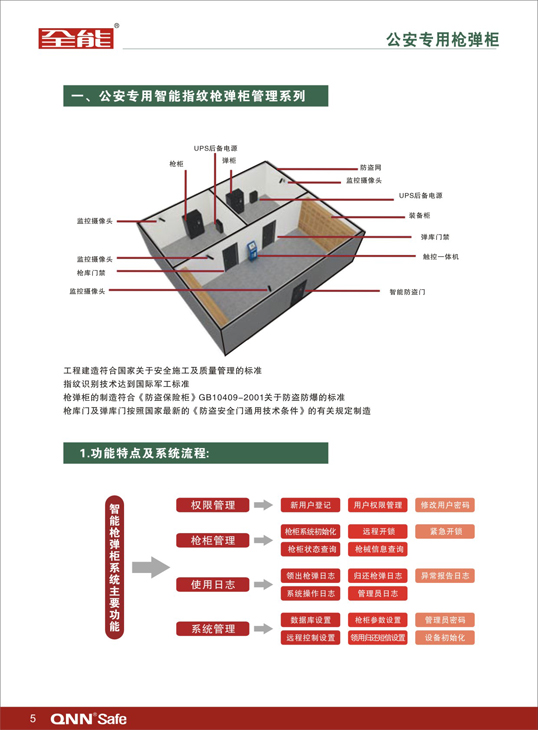 全能®
公安专用枪弹柜
一、公安专用智能指纹枪弹柜管理系列
UPS后备电源
枪柜
弹柜
防盗网
监控摄像头
UPS后备电源
装备柜
监控摄像头
弹库门禁
监控摄像头
触控一体机
枪库门禁
监控摄像头
智能防盗门
工程建造符合国家关于安全施工及质量管理的标准
指纹识别技术达到国际军工标准
枪弹柜的制造符合《防盗保险柜》GB10409-2001关于防盗防爆的标准
枪库门及弹库门按照国家最新的《防盗安全门通用技术条件》的有关规定制造
1.功能特点及系统流程:
智能枪弹柜系统主要功能
权限管理
新用户登记
用户权限管理
修改用户密码
枪柜管理
枪柜系统初始化
远程开锁
紧急开锁
枪柜状态查询
枪械信息查询
使用日志
领出枪弹日志
归还枪弹日志
异常报告日志
系统操作日志
管理员日志
系统管理
数据库设置
枪柜参数设置
管理员密码
远程控制设置
领用归还短信设置
设备初始化
5 QNN®Safe